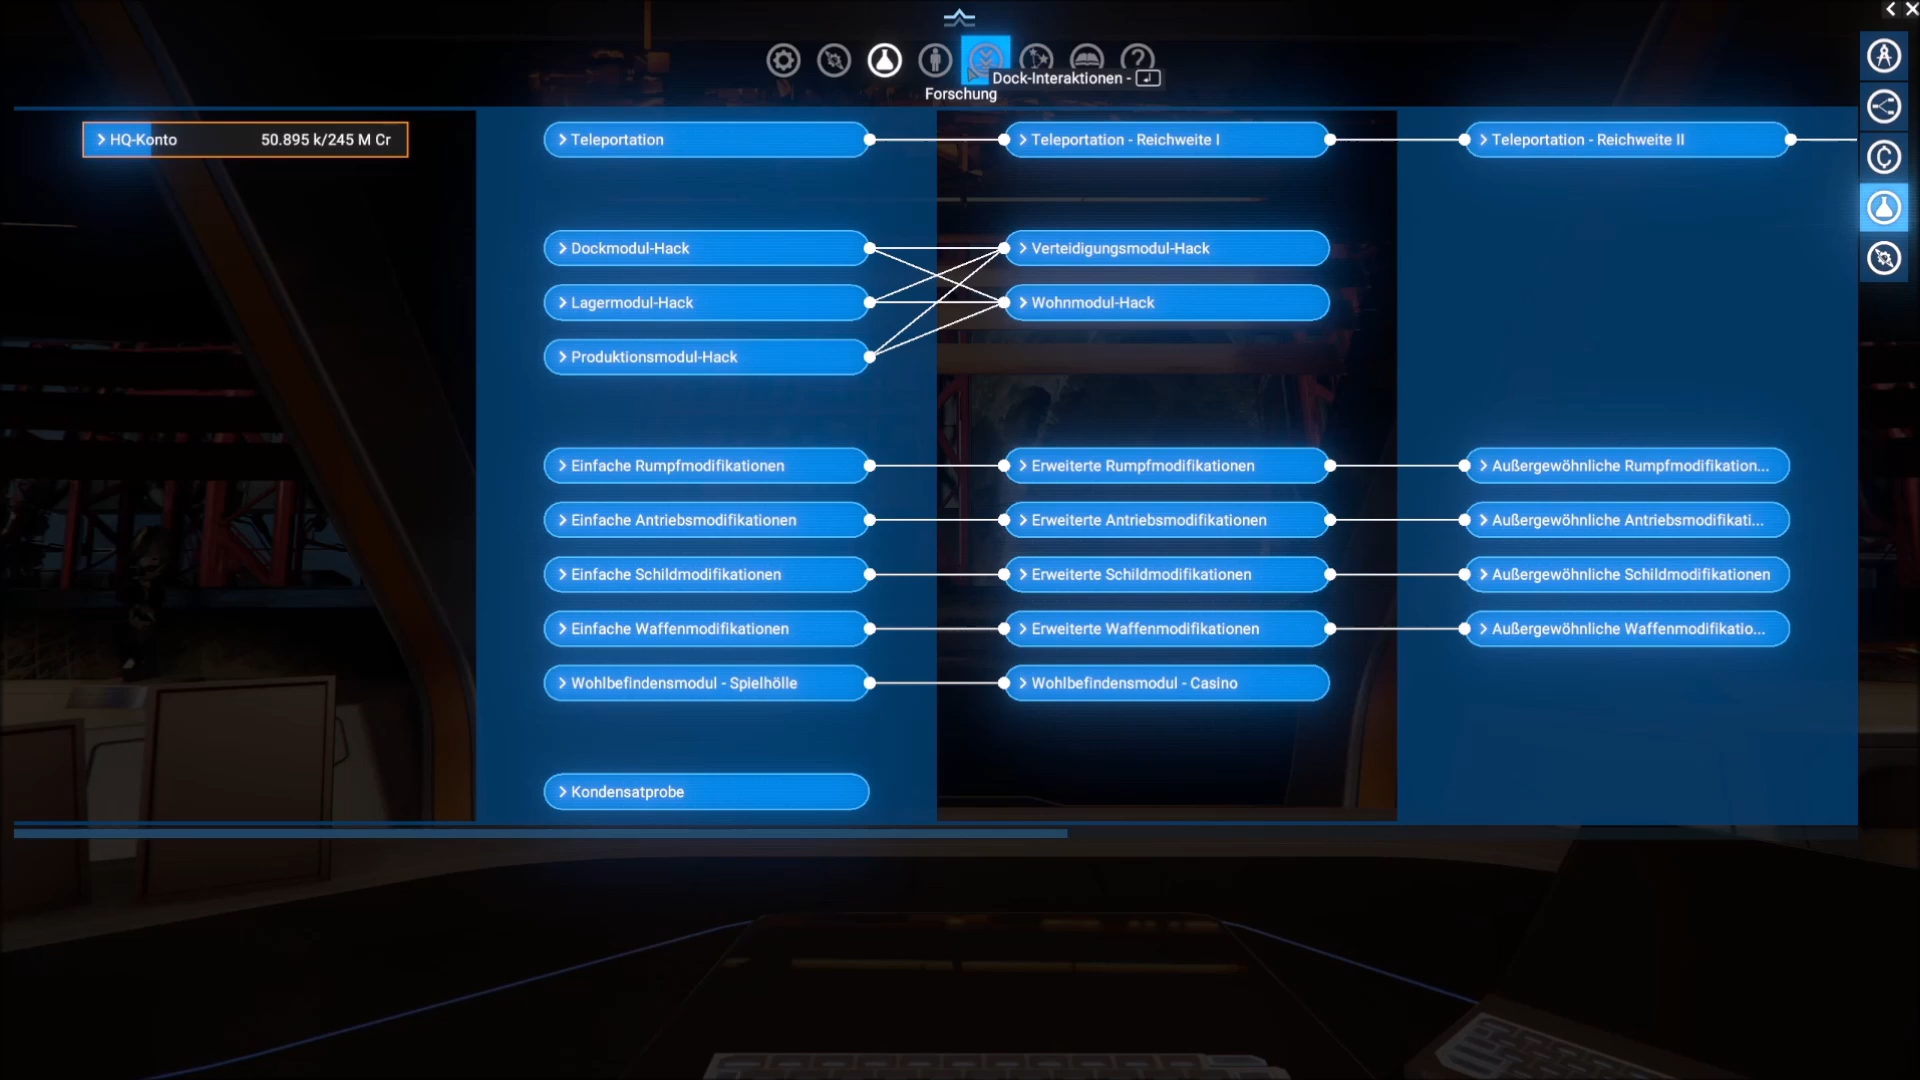 Dock-Interaktionen -
Forschung
HQ-Konto 50.895 k/245 M Cr
Teleportation
Teleportation - Reichweite I
Teleportation - Reichweite II
Dockmodul-Hack
Verteidigungsmodul-Hack
Lagermodul-Hack
Wohnmodul-Hack
Produktionsmodul-Hack
Einfache Rumpfmodifikationen
Erweiterte Rumpfmodifikationen
Außergewöhnliche Rumpfmodifikation...
Einfache Antriebsmodifikationen
Erweiterte Antriebsmodifikationen
Außergewöhnliche Antriebsmodifikati...
Einfache Schildmodifikationen
Erweiterte Schildmodifikationen
Außergewöhnliche Schildmodifikationen
Einfache Waffenmodifikationen
Erweiterte Waffenmodifikationen
Außergewöhnliche Waffenmodifikatio...
Wohlbefindensmodul - Spielhölle
Wohlbefindensmodul - Casino
Kondensatprobe